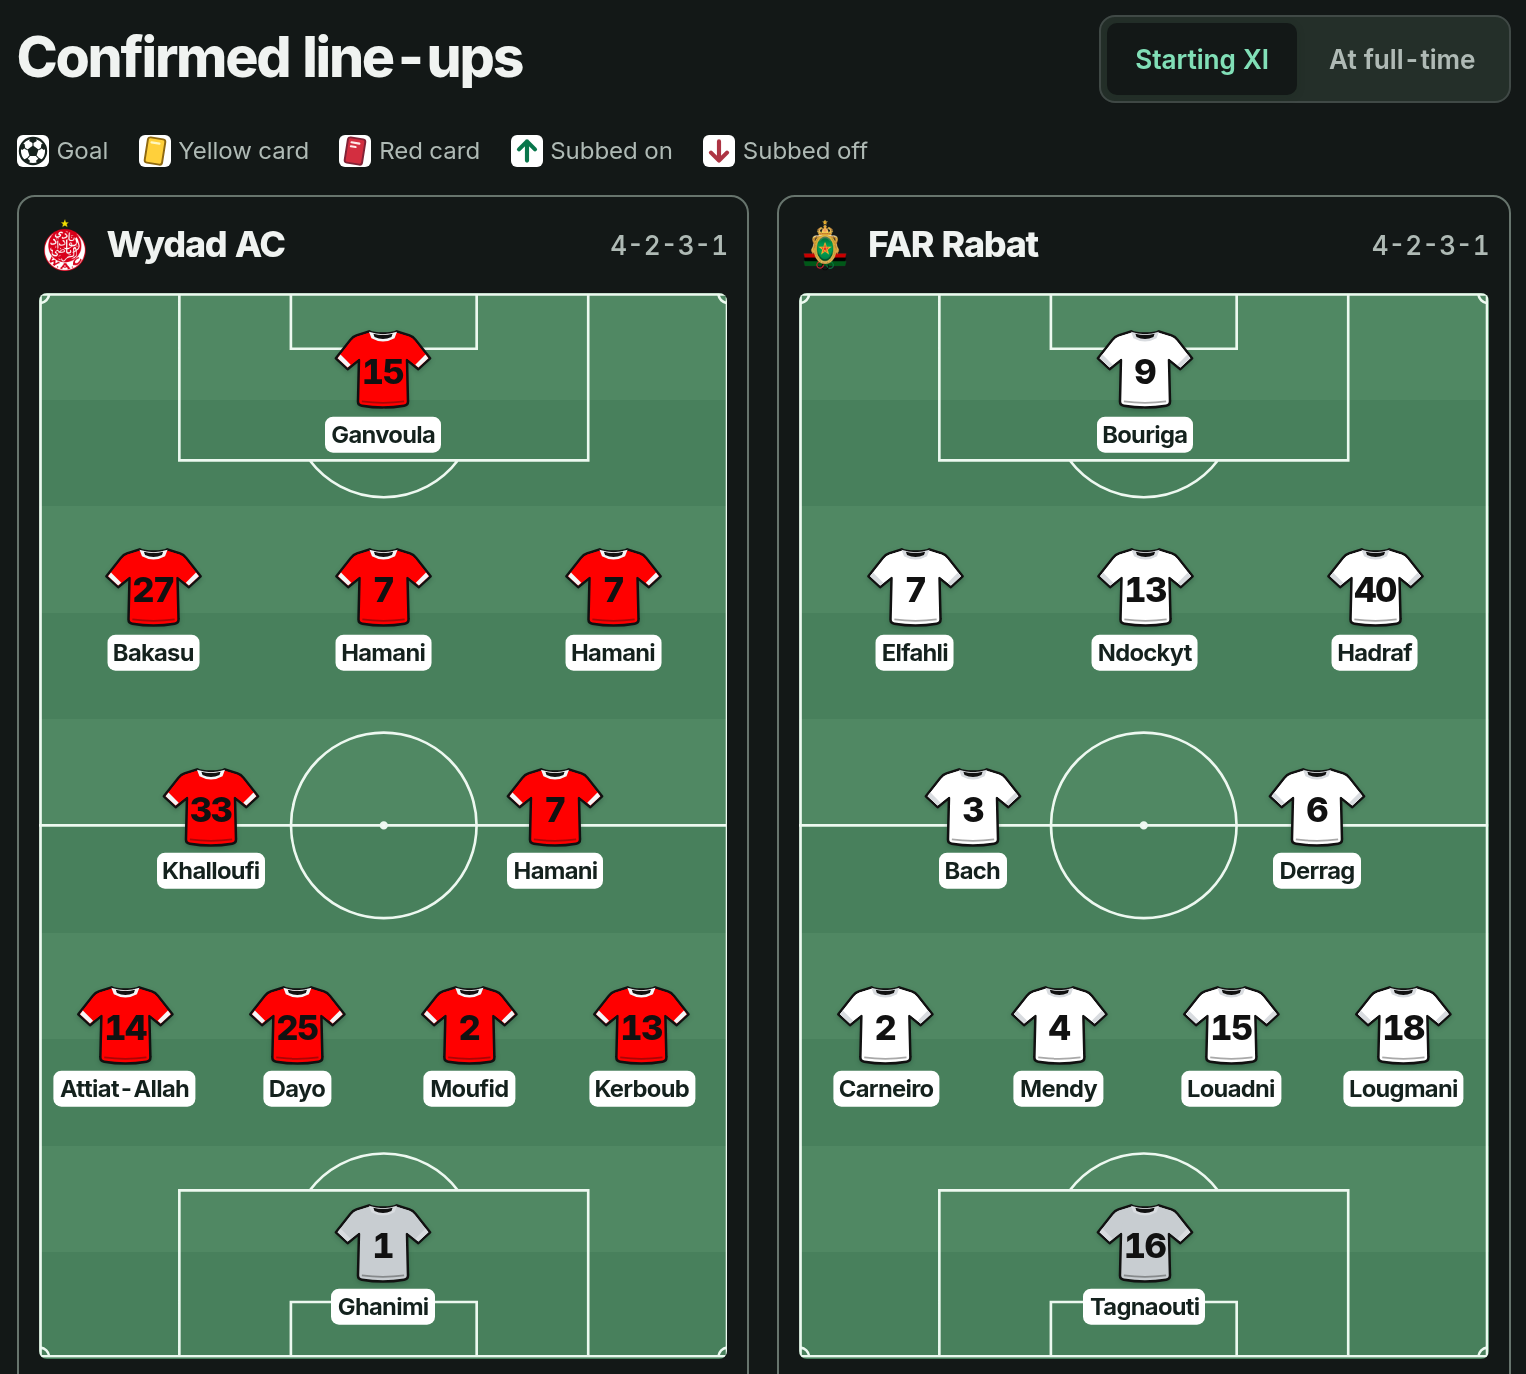 Confirmed line-ups
Starting XI
At full-time
Goal
Yellow card
Red card
Subbed on
Subbed off
Wydad AC
4-2-3-1
15
Ganvoula
27
7
7
Bakasu
Hamani
Hamani
33
7
Khalloufi
Hamani
14
25
2
13
Attiat-Allah
Dayo
Moufid
Kerboub
1
Ghanimi
FAR Rabat
4-2-3-1
9
Bouriga
7
13
40
Elfahli
Ndockyt
Hadraf
3
6
Bach
Derrag
2
4
15
18
Carneiro
Mendy
Louadni
Lougmani
16
Tagnaouti